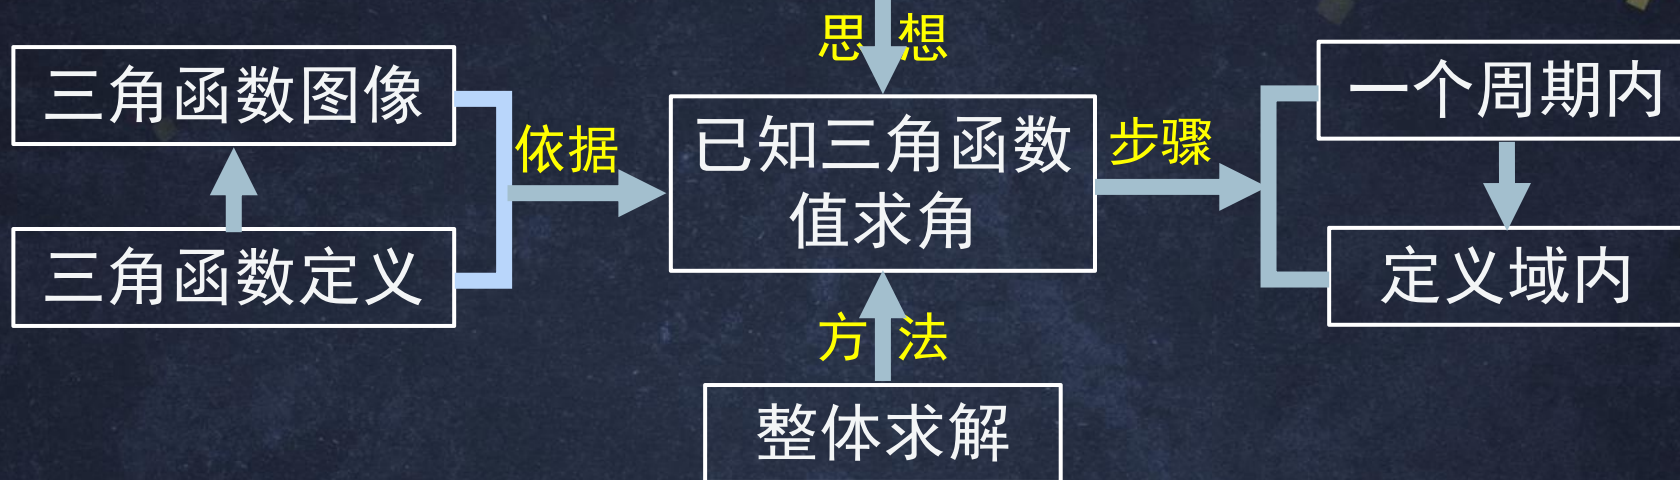 思 想
三角函数图像
一个周期内
依据
已知三角函数
值求角
步骤
三角函数定义
定义域内
方 法
整体求解